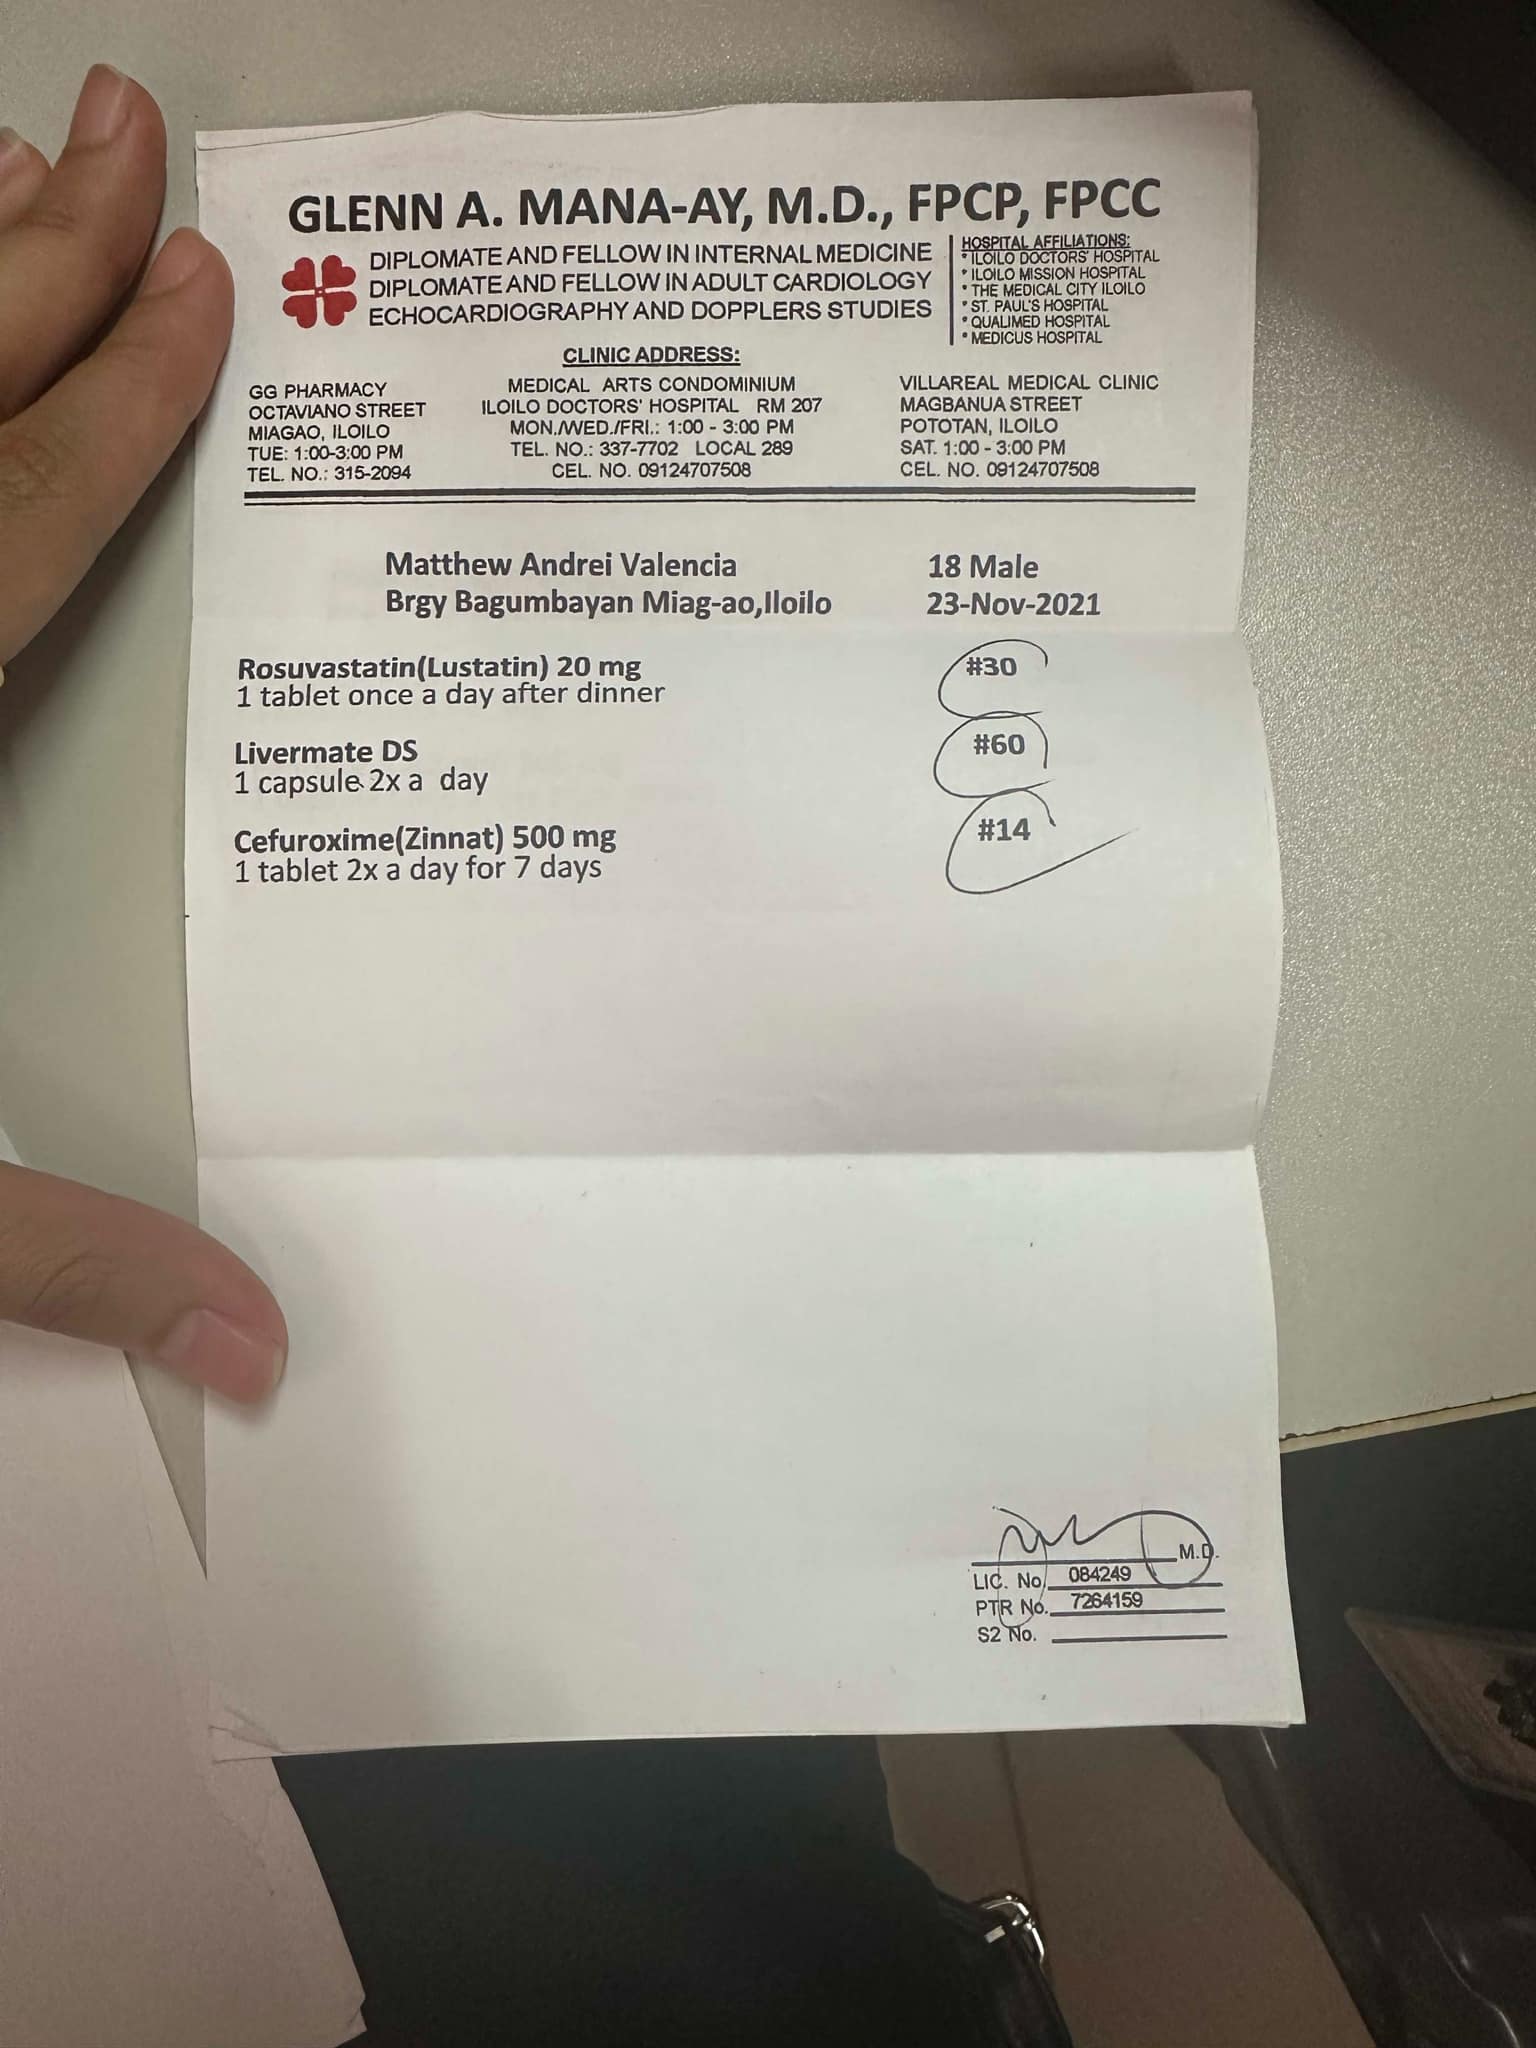 GLENN A. MANA-AY, M.D., FPCP, FPCC
DIPLOMATE AND FELLOW IN INTERNAL MEDICINE
DIPLOMATE AND FELLOW IN ADULT CARDIOLOGY
ECHOCARDIOGRAPHY AND DOPPLERS STUDIES
HOSPITAL AFFILIATIONS:
* ILOILO DOCTORS' HOSPITAL
* ILOILO MISSION HOSPITAL
* THE MEDICAL CITY ILOILO
* ST. PAUL'S HOSPITAL
* QUALIMED HOSPITAL
* MEDICUS HOSPITAL
CLINIC ADDRESS:
GG PHARMACY
OCTAVIANO STREET
MIAGAO, ILOILO
TUE: 1:00-3:00 PM
TEL. NO.: 315-2094
MEDICAL ARTS CONDOMINIUM
ILOILO DOCTORS' HOSPITAL RM 207
MON./WED./FRI.: 1:00 - 3:00 PM
TEL. NO.: 337-7702 LOCAL 289
CEL. NO. 09124707508
VILLAREAL MEDICAL CLINIC
MAGBANUA STREET
POTOTAN, ILOILO
SAT. 1:00 - 3:00 PM
CEL. NO. 09124707508
Matthew Andrei Valencia 18 Male
Brgy Bagumbayan Miag-ao,Iloilo 23-Nov-2021
Rosuvastatin(Lustatin) 20 mg #30
1 tablet once a day after dinner
Livermate DS #60
1 capsule 2x a day
Cefuroxime(Zinnat) 500 mg #14
1 tablet 2x a day for 7 days
M.D.
LIC. No. 084249
PTR No. 7264159
S2 No.